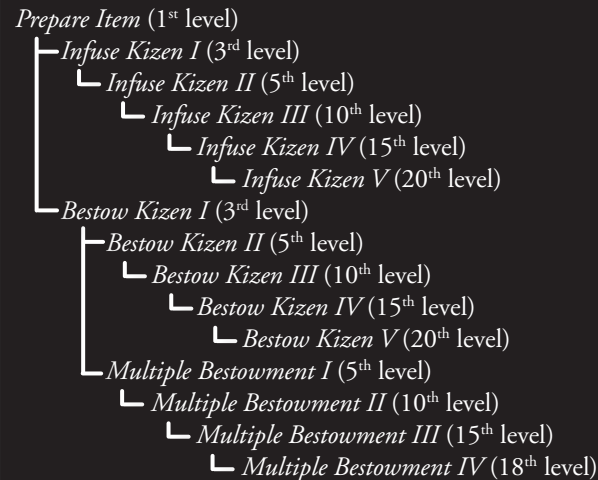 Prepare Item (1st level)
Infuse Kizen I (3rd level)
Infuse Kizen II (5th level)
Infuse Kizen III (10th level)
Infuse Kizen IV (15th level)
Infuse Kizen V (20th level)
Bestow Kizen I (3rd level)
Bestow Kizen II (5th level)
Bestow Kizen III (10th level)
Bestow Kizen IV (15th level)
Bestow Kizen V (20th level)
Multiple Bestowment I (5th level)
Multiple Bestowment II (10th level)
Multiple Bestowment III (15th level)
Multiple Bestowment IV (18th level)